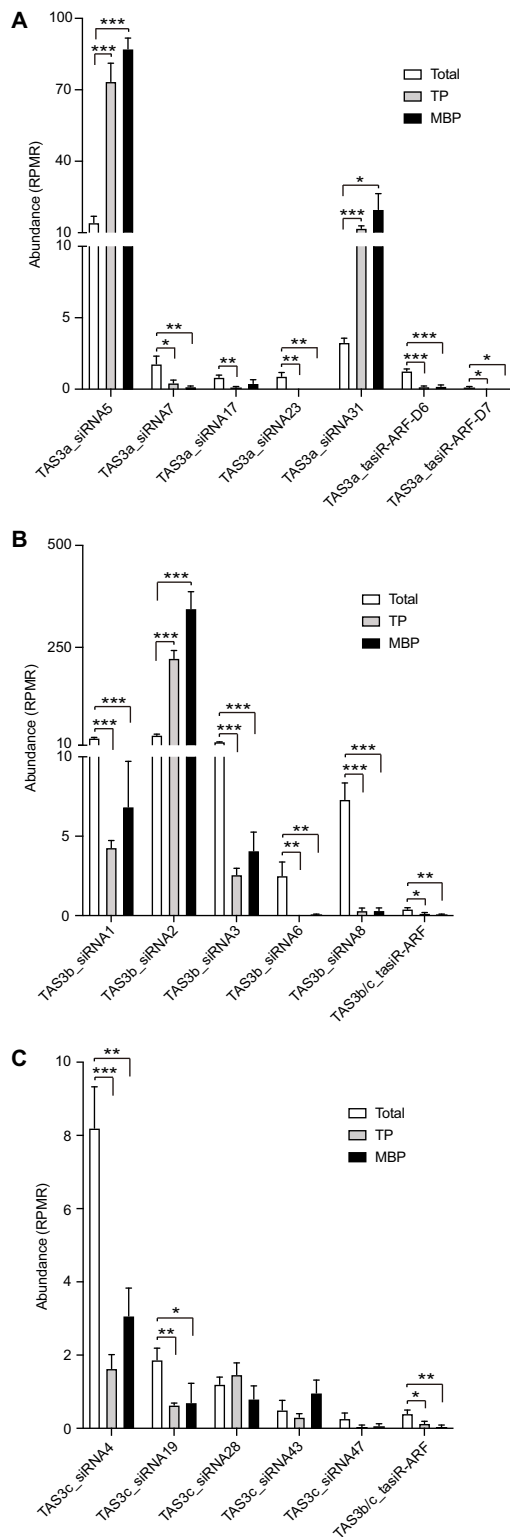 A
100
70
40
10
10
5
0
Abundance (RPMR)
Total
TP
MBP
***
***
**
*
**
**
**
*
***
***
***
*
*
TAS3a_siRNA5
TAS3a_siRNA7
TAS3a_siRNA17
TAS3a_siRNA23
TAS3a_siRNA31
TAS3a_tasiR-ARF-D6
TAS3a_tasiR-ARF-D7
B
500
250
10
10
5
0
Abundance (RPMR)
Total
TP
MBP
***
***
***
***
***
***
**
**
***
***
**
*
TAS3b_siRNA1
TAS3b_siRNA2
TAS3b_siRNA3
TAS3b_siRNA6
TAS3b_siRNA8
TAS3b/c_tasiR-ARF
C
10
8
6
4
2
0
Abundance (RPMR)
Total
TP
MBP
**
***
*
**
**
*
TAS3c_siRNA4
TAS3c_siRNA19
TAS3c_siRNA28
TAS3c_siRNA43
TAS3c_siRNA47
TAS3b/c_tasiR-ARF